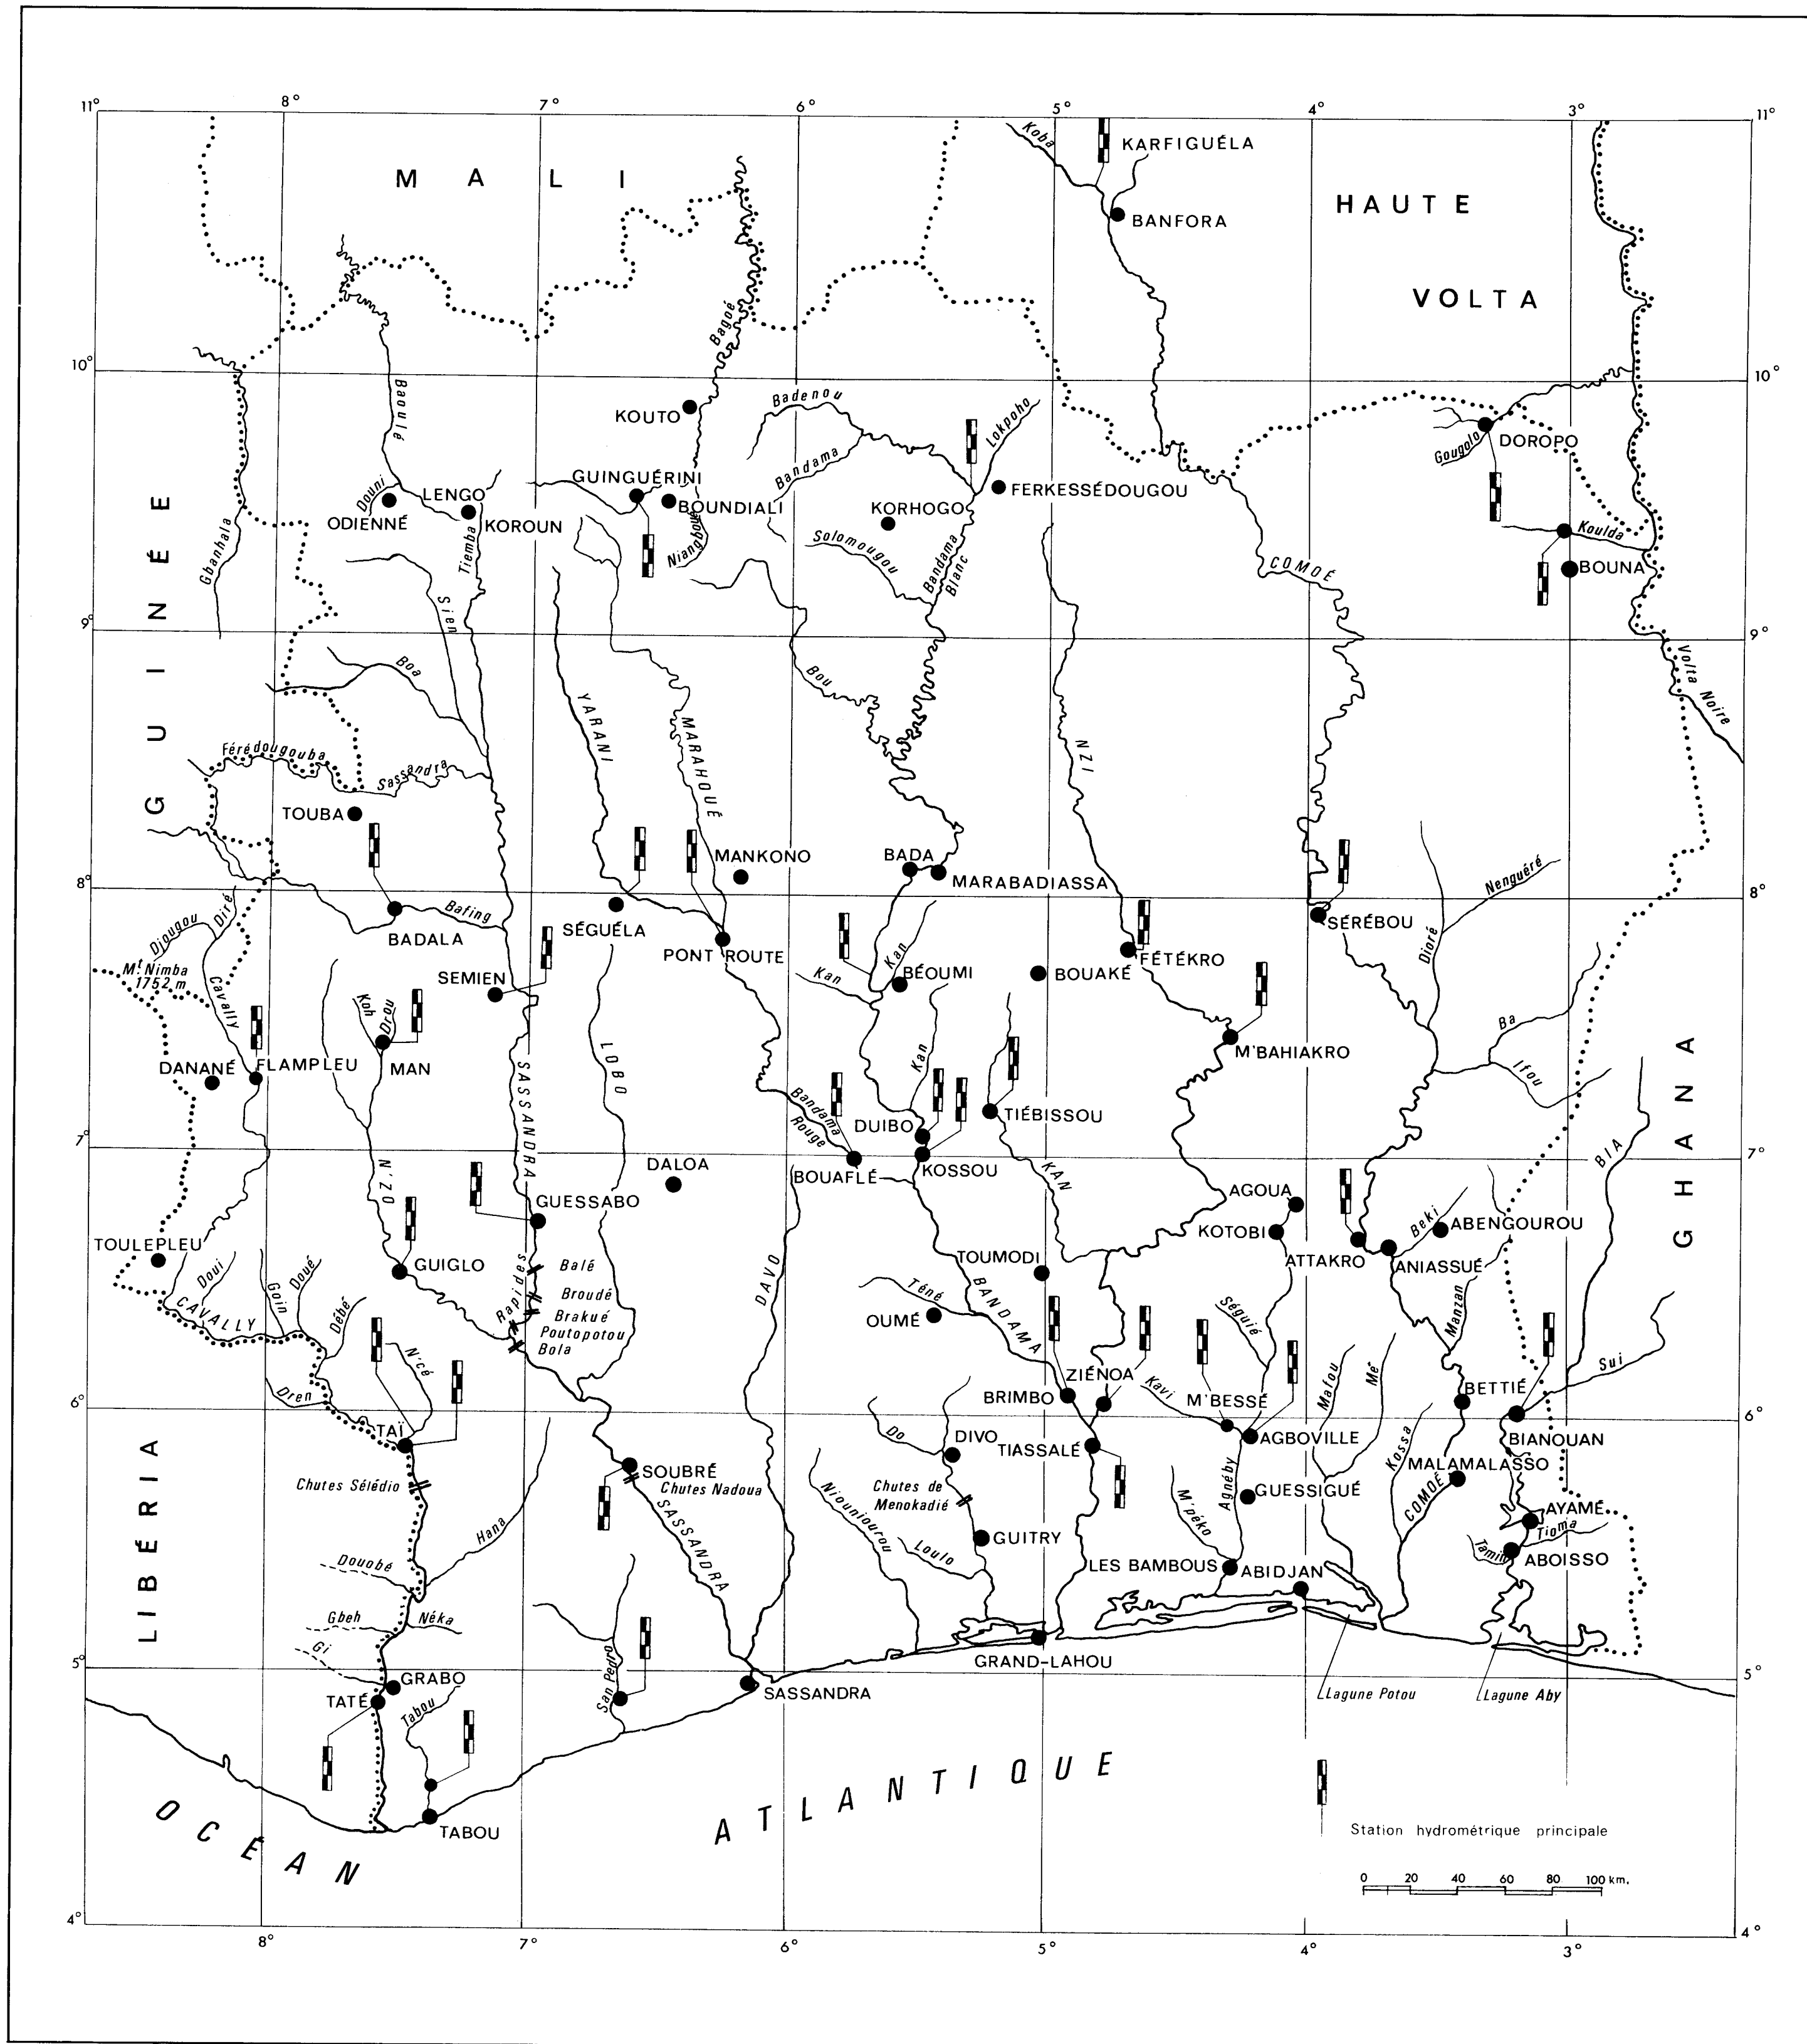 11°
8°
7°
6°
5°
4°
3°
11°
MALI
Koba
KARFIGUÉLA
BANFORA
HAUTE
VOLTA
Bagoé
10°
10°
Baoulé
KOUTO
Badenou
Lokpoho
Bandama
DOROPO
Gougolo
GUINGUÉRINI
BOUNDIALI
Douni
LENGO
ODIENNÉ
KOROUN
Tiemba
FERKESSÉDOUGOU
KORHOGO
Solomougou
Bandama
Blanc
Koulda
BOUNA
GUINÉE
Gbanhala
COMOÉ
9°
9°
Sien
Boa
Bou
Volta Noire
YARANI
MARAHOUÉ
NZI
Férédougouba
Sassandra
TOUBA
MANKONO
BADA
MARABADIASSA
8°
8°
Nenguéré
Dioré
Djougou
Diré
Bafing
BADALA
SÉGUÉLA
PONT ROUTE
SÉRÉBOU
FÉTÉKRO
Mt Nimba
1752 m
Cavally
SEMIEN
Kan
Kan
BÉOUMI
BOUAKÉ
Koh
Drou
Ba
Ifou
M'BAHIAKRO
DANANÉ
FLAMPLEU
MAN
SASSANDRA
LOBO
Kan
GHANA
Bandama
Rouge
DUIBO
TIÉBISSOU
7°
7°
BIA
N'ZO
DALOA
BOUAFLÉ
KOSSOU
KAN
GUESSABO
AGOUA
KOTOBI
ATTAKRO
Beki
ABENGOUROU
ANIASSUÉ
TOULEPLEU
GUIGLO
Rapides
Balé
Broudé
Brakué
Poutopotou
Bola
DAVO
TOUMODI
Téné
OUMÉ
BANDAMA
Doui
Goin
Doué
CAVALLY
Débé
N'cé
Dren
Séguié
Manzan
Mafou
Mé
Sui
ZIÉNOA
BRIMBO
Kavi
M'BESSÉ
BETTIÉ
6°
6°
TAÏ
Do
DIVO
TIASSALÉ
AGBOVILLE
Kossa
BIANOUAN
MALAMALASSO
SOUBRÉ
Chutes Nadoua
Chutes Sélédio
Chutes de
Menokadié
Niouniourou
Agnéby
GUESSIGUÉ
M'péko
COMOÉ
AYAMÉ
Tioma
Tamin
ABOISSO
LIBÉRIA
Hana
SASSANDRA
Loulo
GUITRY
LES BAMBOUS
ABIDJAN
Douobé
Gbeh
Néka
Gi
San Pedro
5°
5°
GRABO
TATÉ
Tabou
SASSANDRA
GRAND-LAHOU
Lagune Potou
Lagune Aby
TABOU
OCÉAN
ATLANTIQUE
Station hydrométrique principale
0 20 40 60 80 100 km.
4°
4°
8°
7°
6°
5°
4°
3°